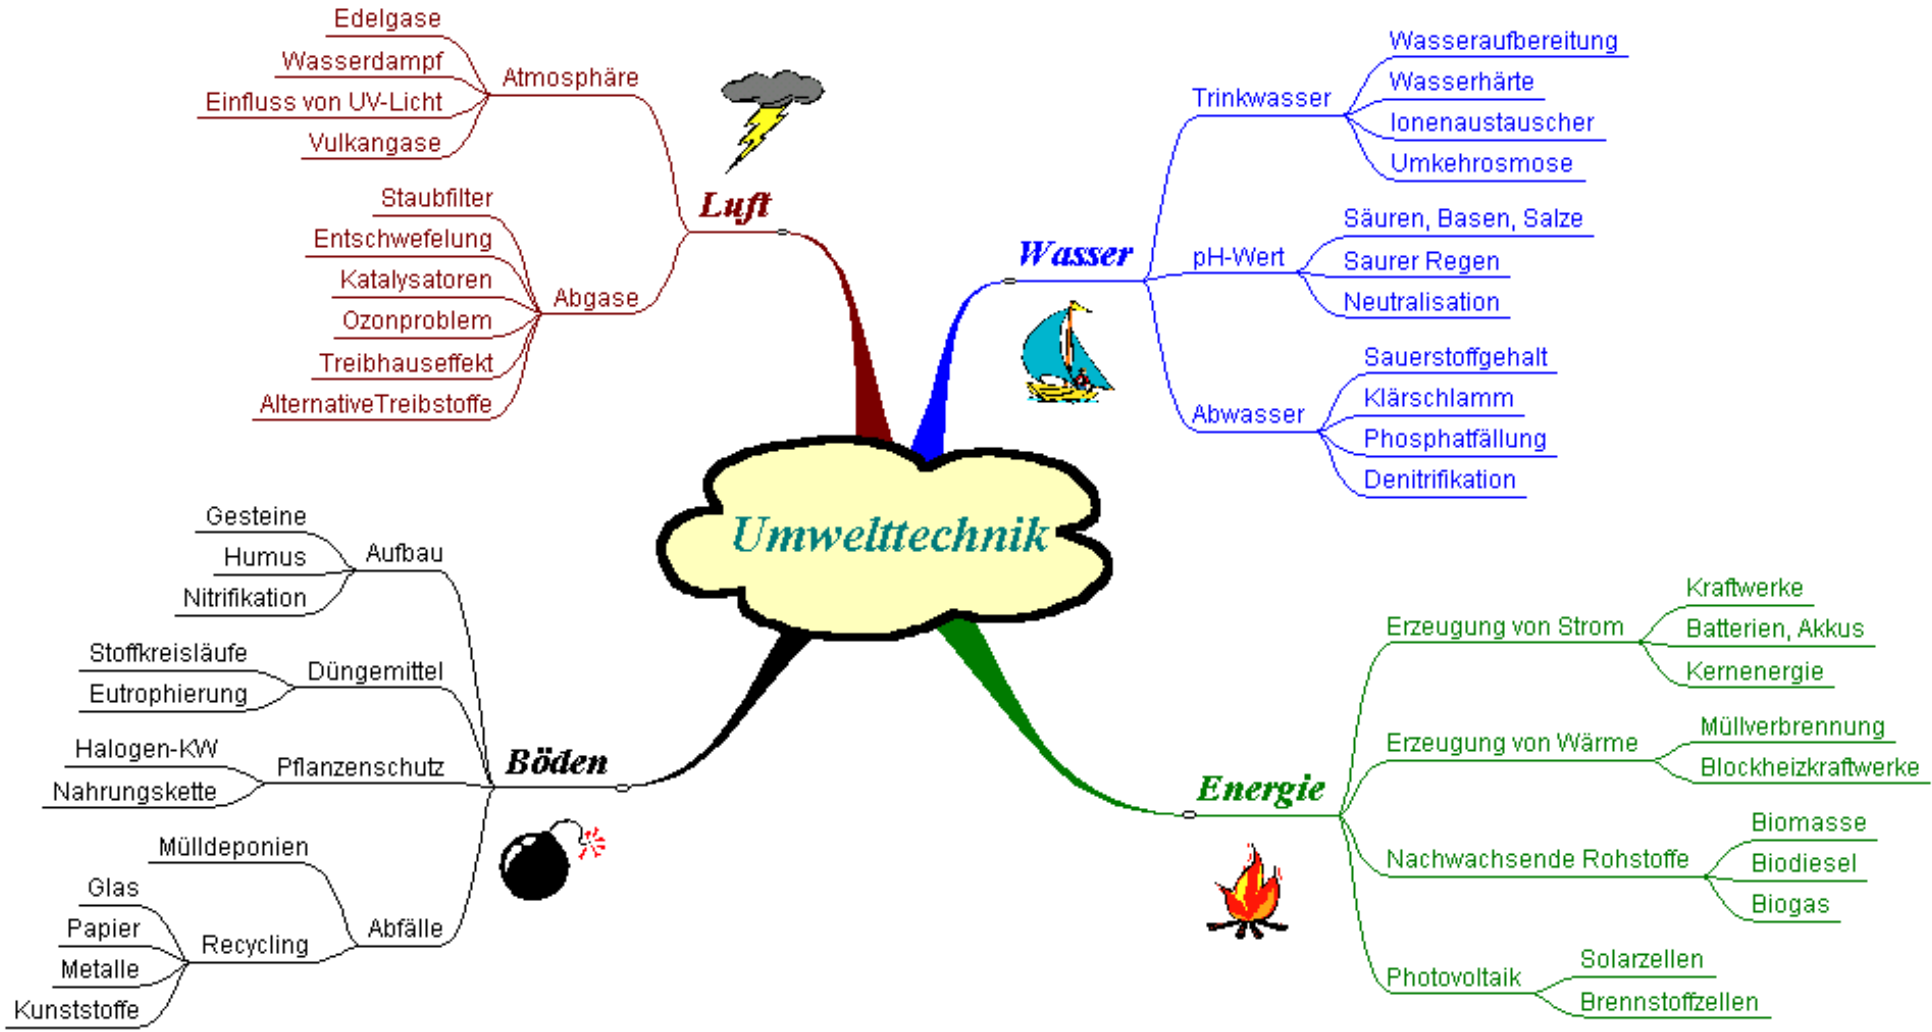 Umwelttechnik
Luft
Atmosphäre
Edelgase
Wasserdampf
Einfluss von UV-Licht
Vulkangase
Abgase
Staubfilter
Entschwefelung
Katalysatoren
Ozonproblem
Treibhauseffekt
AlternativeTreibstoffe
Wasser
Trinkwasser
Wasseraufbereitung
Wasserhärte
Ionenaustauscher
Umkehrosmose
pH-Wert
Säuren, Basen, Salze
Saurer Regen
Neutralisation
Abwasser
Sauerstoffgehalt
Klärschlamm
Phosphatfällung
Denitrifikation
Böden
Aufbau
Gesteine
Humus
Nitrifikation
Düngemittel
Stoffkreisläufe
Eutrophierung
Pflanzenschutz
Halogen-KW
Nahrungskette
Abfälle
Mülldeponien
Recycling
Glas
Papier
Metalle
Kunststoffe
Energie
Erzeugung von Strom
Kraftwerke
Batterien, Akkus
Kernenergie
Erzeugung von Wärme
Müllverbrennung
Blockheizkraftwerke
Nachwachsende Rohstoffe
Biomasse
Biodiesel
Biogas
Photovoltaik
Solarzellen
Brennstoffzellen